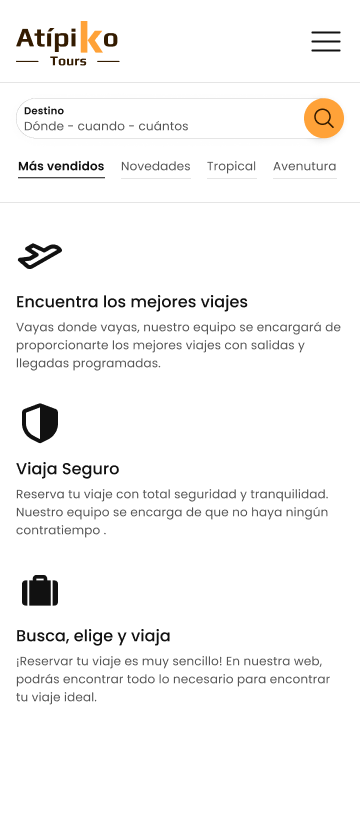 Atípiko
Tours
Destino
Dónde - cuando - cuántos
Más vendidos Novedades Tropical Avenutura
Encuentra los mejores viajes
Vayas donde vayas, nuestro equipo se encargará de
proporcionarte los mejores viajes con salidas y
llegadas programadas.
Viaja Seguro
Reserva tu viaje con total seguridad y tranquilidad.
Nuestro equipo se encarga de que no haya ningún
contratiempo .
Busca, elige y viaja
¡Reservar tu viaje es muy sencillo! En nuestra web,
podrás encontrar todo lo necesario para encontrar
tu viaje ideal.